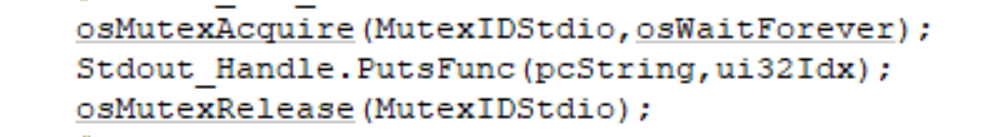 osMutexAcquire(MutexIDStdio,osWaitForever);
Stdout_Handle.PutsFunc(pcString,ui32Idx);
osMutexRelease(MutexIDStdio);